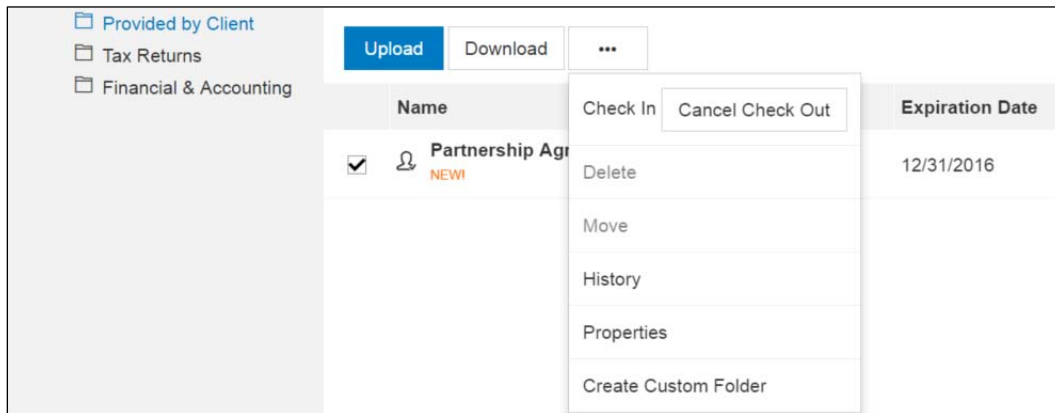 Provided by Client
Tax Returns
Financial & Accounting
Upload Download •••
Name Check In Cancel Check Out Expiration Date
Partnership Agr
NEW!
12/31/2016
Delete
Move
History
Properties
Create Custom Folder